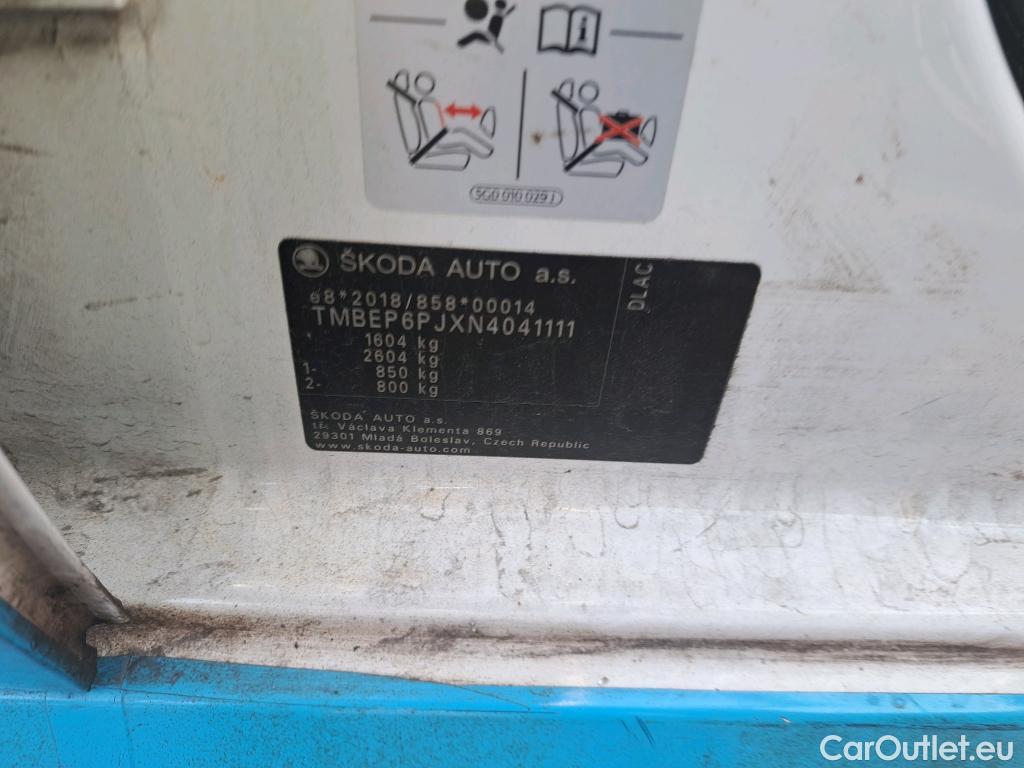 5G0 010 029 J
ŠKODA AUTO a.s.
e8*2018/858*00014
TMBEP6PJXN4041111
1604 kg
2604 kg
1- 850 kg
2- 800 kg
DLAC
ŠKODA AUTO a.s.
tř. Václava Klementa 869
29301 Mladá Boleslav, Czech Republic
www.skoda-auto.com
CarOutlet.eu